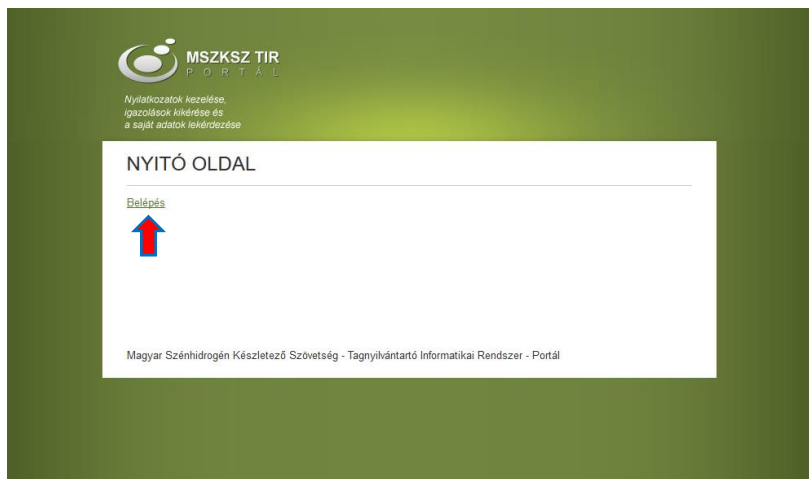 MSZKSZ TIR
PORTÁL
Nyilatkozatok kezelése,
igazolások kikérése és
a saját adatok lekérdezése
NYITÓ OLDAL
Belépés
Magyar Szénhidrogén Készletező Szövetség - Tagnyilvántartó Informatikai Rendszer - Portál